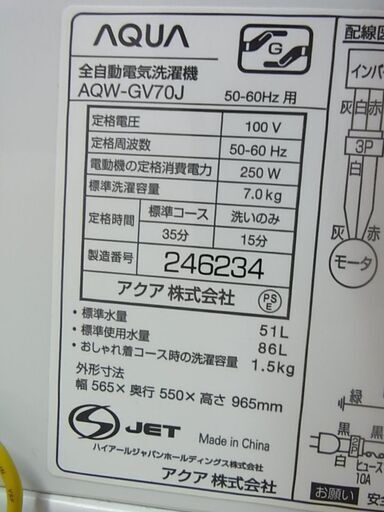 AQUA
G
全自動電気洗濯機
AQW-GV70J 50-60Hz 用
定格電圧 100 V
定格周波数 50-60 Hz
電動機の定格消費電力 250 W
標準洗濯容量 7.0kg
定格時間 標準コース 洗いのみ
35分 15分
製造番号 246234
アクア 株式会社 PSE
・標準水量 51L
・標準使用水量 86L
・おしゃれ着コース時の洗濯容量 1.5kg
外形寸法
幅 565× 奥行 550× 高さ 965mm
JET Made in China
ハイアールジャパンホールディングス株式会社
アクア 株式会社
配線図
インバー
灰 白 赤
3P
白
灰 赤
モータ
緑
黒 黒
白 ヒューズ
10A
お願い 安